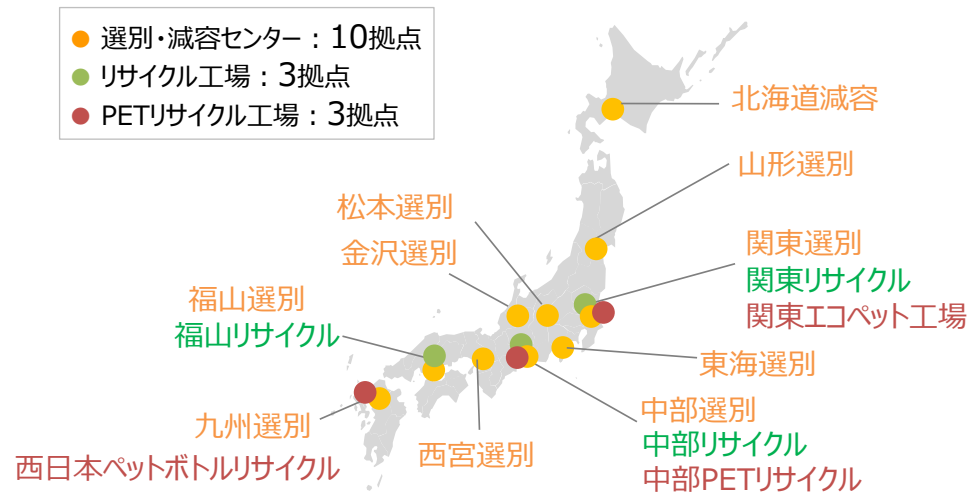 選別・減容センター：10拠点
リサイクル工場：3拠点
PETリサイクル工場：3拠点
北海道減容
山形選別
松本選別
金沢選別
関東選別
関東リサイクル
関東エコペット工場
福山選別
福山リサイクル
東海選別
中部選別
中部リサイクル
中部PETリサイクル
九州選別
西日本ペットボトルリサイクル
西宮選別